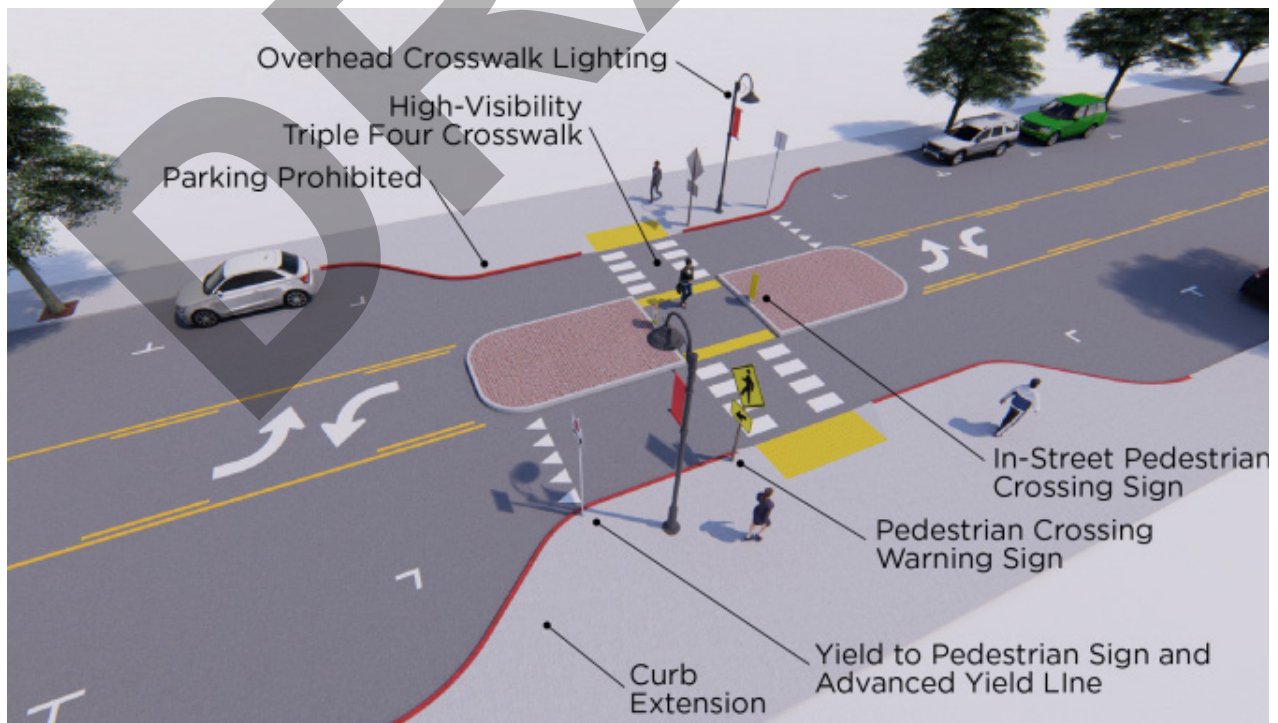 DRA
Overhead Crosswalk Lighting
High-Visibility
Triple Four Crosswalk
Parking Prohibited
In-Street Pedestrian
Crossing Sign
Pedestrian Crossing
Warning Sign
Yield to Pedestrian Sign and
Advanced Yield LIne
Curb
Extension